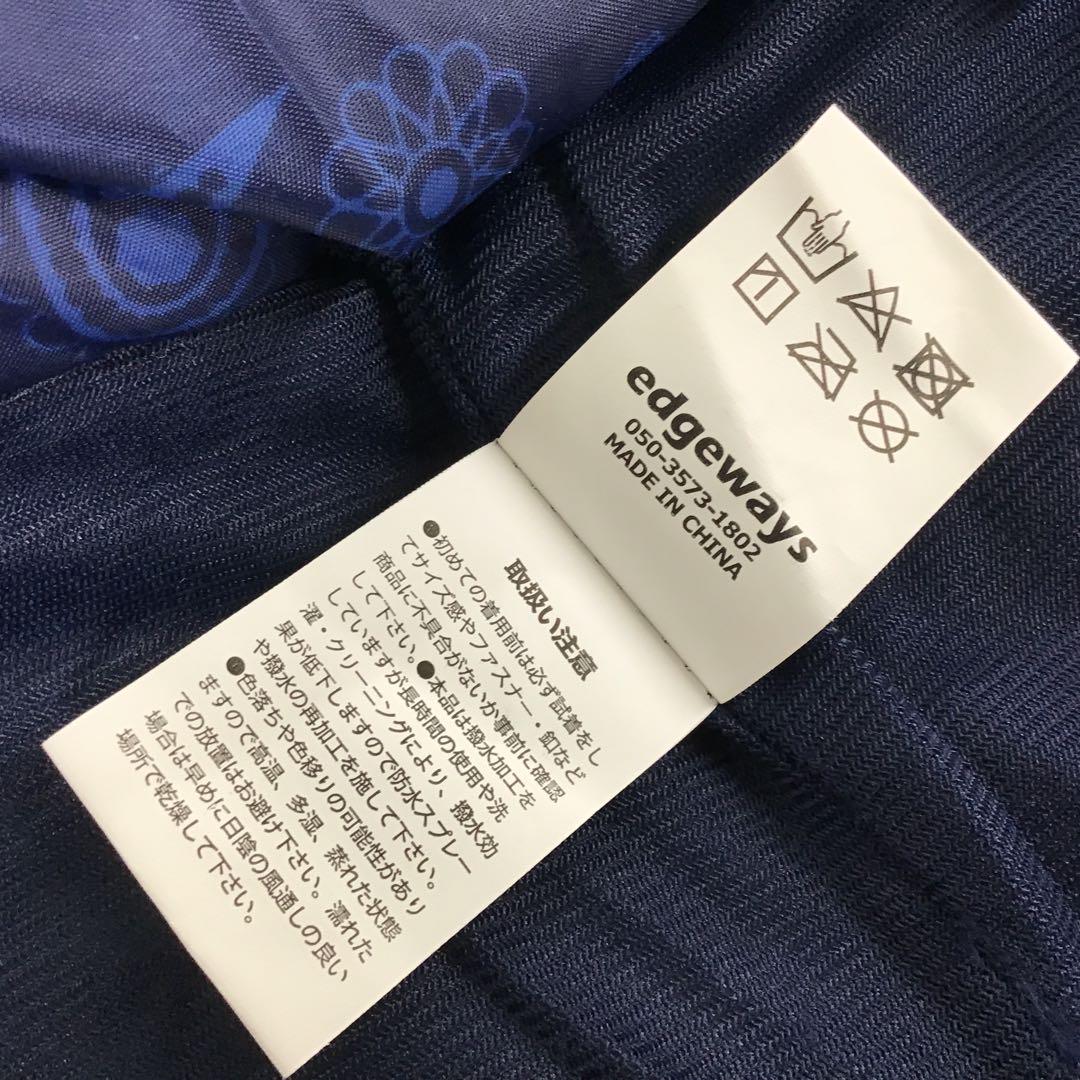 edgeways
050-3573-1802
MADE IN CHINA
取扱い注意
●初めての着用前は必ず試着をし
てサイズ感やファスナー・釦など
商品に不具合がないか事前に確認
して下さい。●本品は撥水加工を
していますが長時間の使用や洗
濯・クリーニングにより、撥水効
果が低下しますので防水スプレー
や撥水の再加工を施して下さい。
●色落ちや色移りの可能性があり
ますので高温、多湿、蒸れた状態
での放置はお避け下さい。濡れた
場合は早めに日陰の風通しの良い
場所で乾燥して下さい。